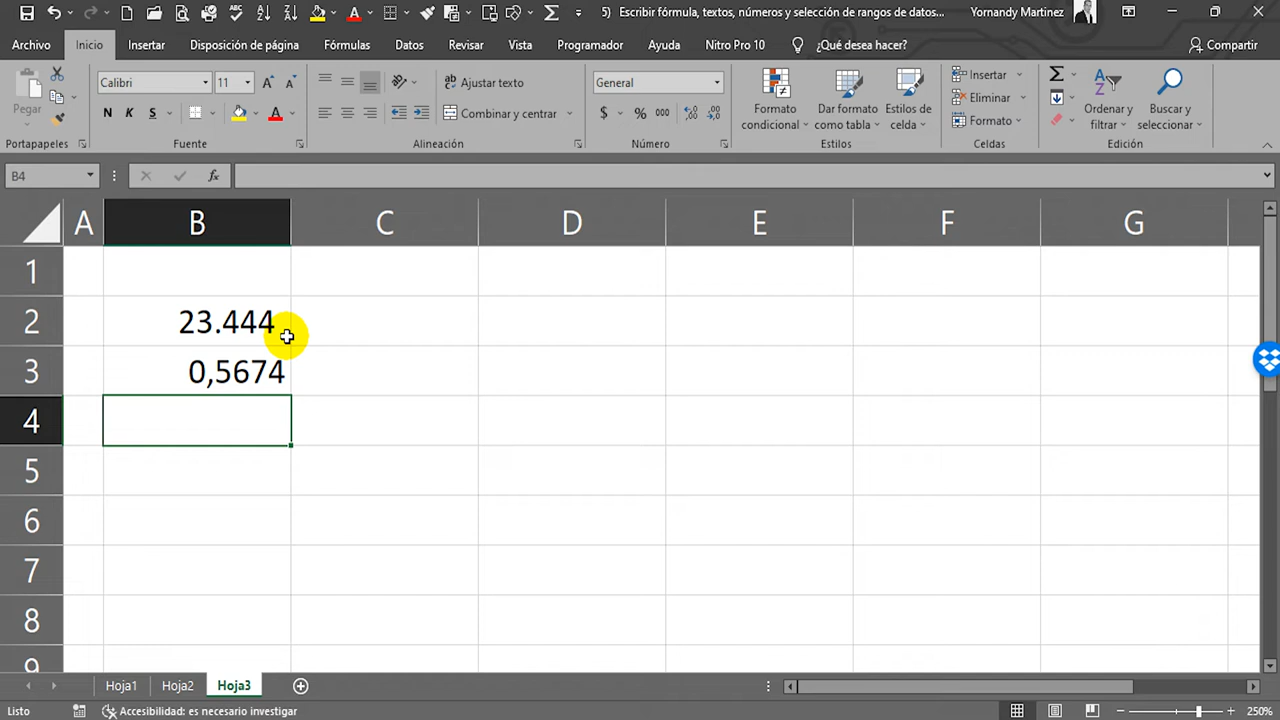 5) Escribir fórmula, textos, números y selección de rangos de datos...
Yornandy Martinez
Archivo Inicio Insertar Disposición de página Fórmulas Datos Revisar Vista Programador Ayuda Nitro Pro 10 ¿Qué desea hacer? Compartir
Pegar
Calibri 11
N K S
Ajustar texto
Combinar y centrar
General
$ % 000
Formato condicional
Dar formato como tabla
Estilos de celda
Insertar
Eliminar
Formato
Ordenar y filtrar
Buscar y seleccionar
Portapapeles Fuente Alineación Número Estilos Celdas Edición
B4 fx
A B C D E F G
1
2 23.444
3 0,5674
4
5
6
7
8
9
Hoja1 Hoja2 Hoja3
Listo Accesibilidad: es necesario investigar 250%